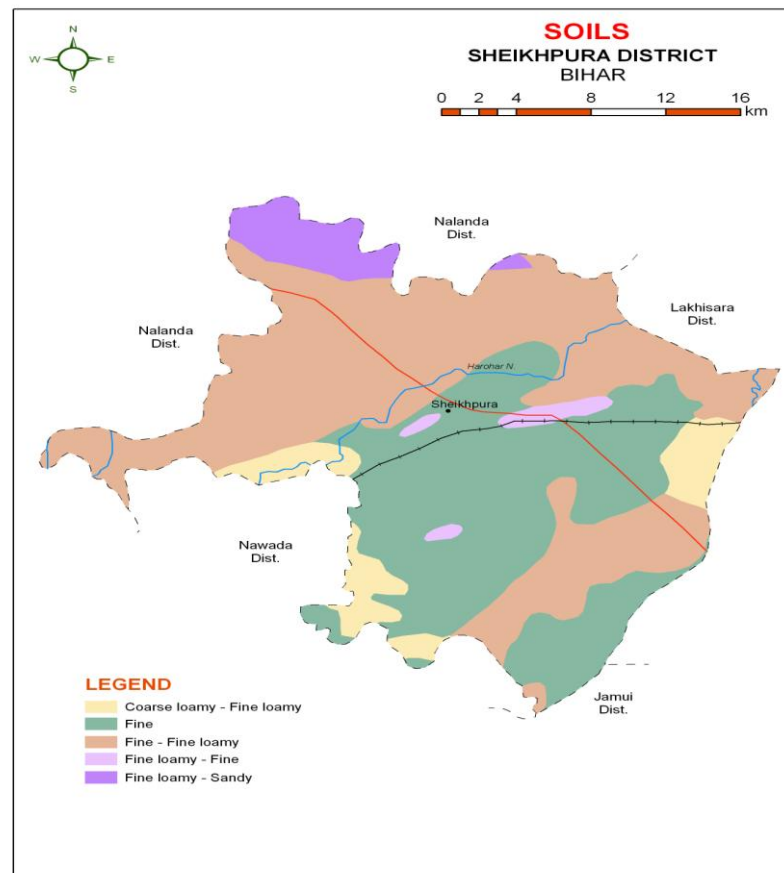 SOILS
SHEIKHPURA DISTRICT
BIHAR
0 2 4 8 12 16
km
N
W E
S
Nalanda
Dist.
Lakhisara
Dist.
Nalanda
Dist.
Harohar N.
Sheikhpura
Nawada
Dist.
Jamui
Dist.
LEGEND
Coarse loamy - Fine loamy
Fine
Fine - Fine loamy
Fine loamy - Fine
Fine loamy - Sandy